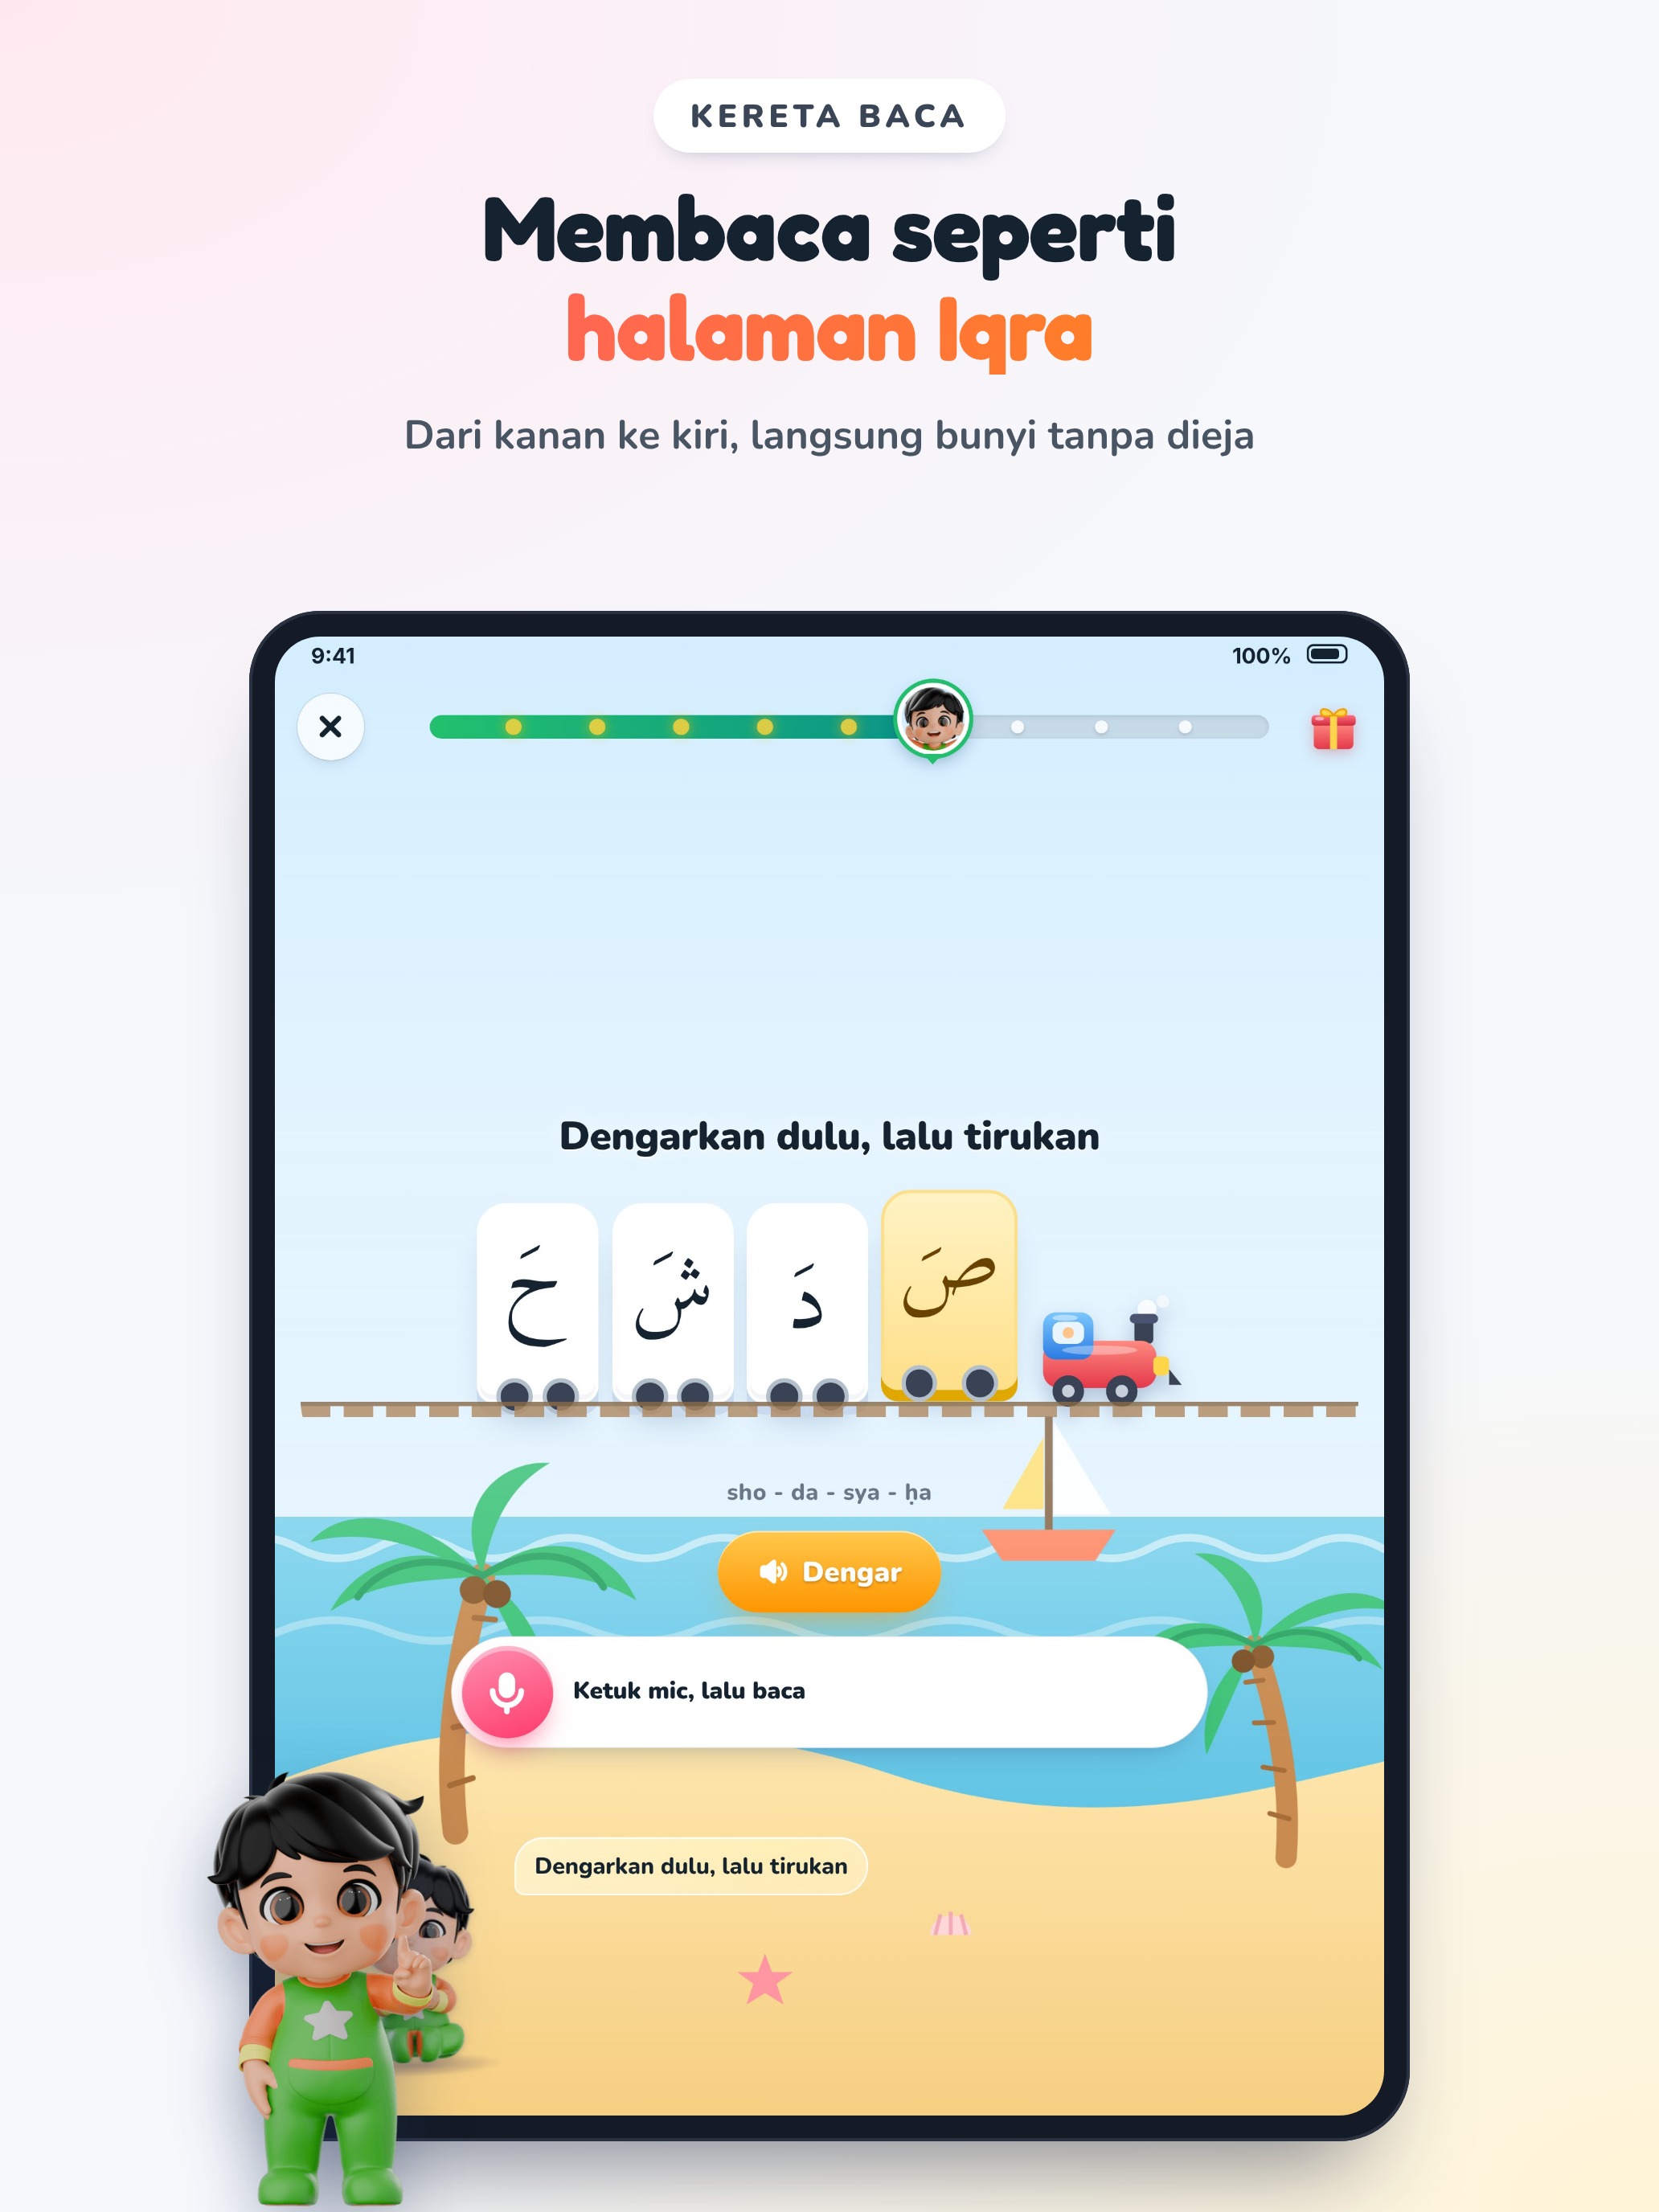 KERETA BACA
Membaca seperti
halaman Iqra
Dari kanan ke kiri, langsung bunyi tanpa dieja
9:41 100%
Dengarkan dulu, lalu tirukan
صَ دَ شَ حَ
sho - da - sya - ḥa
Dengar
Ketuk mic, lalu baca
Dengarkan dulu, lalu tirukan